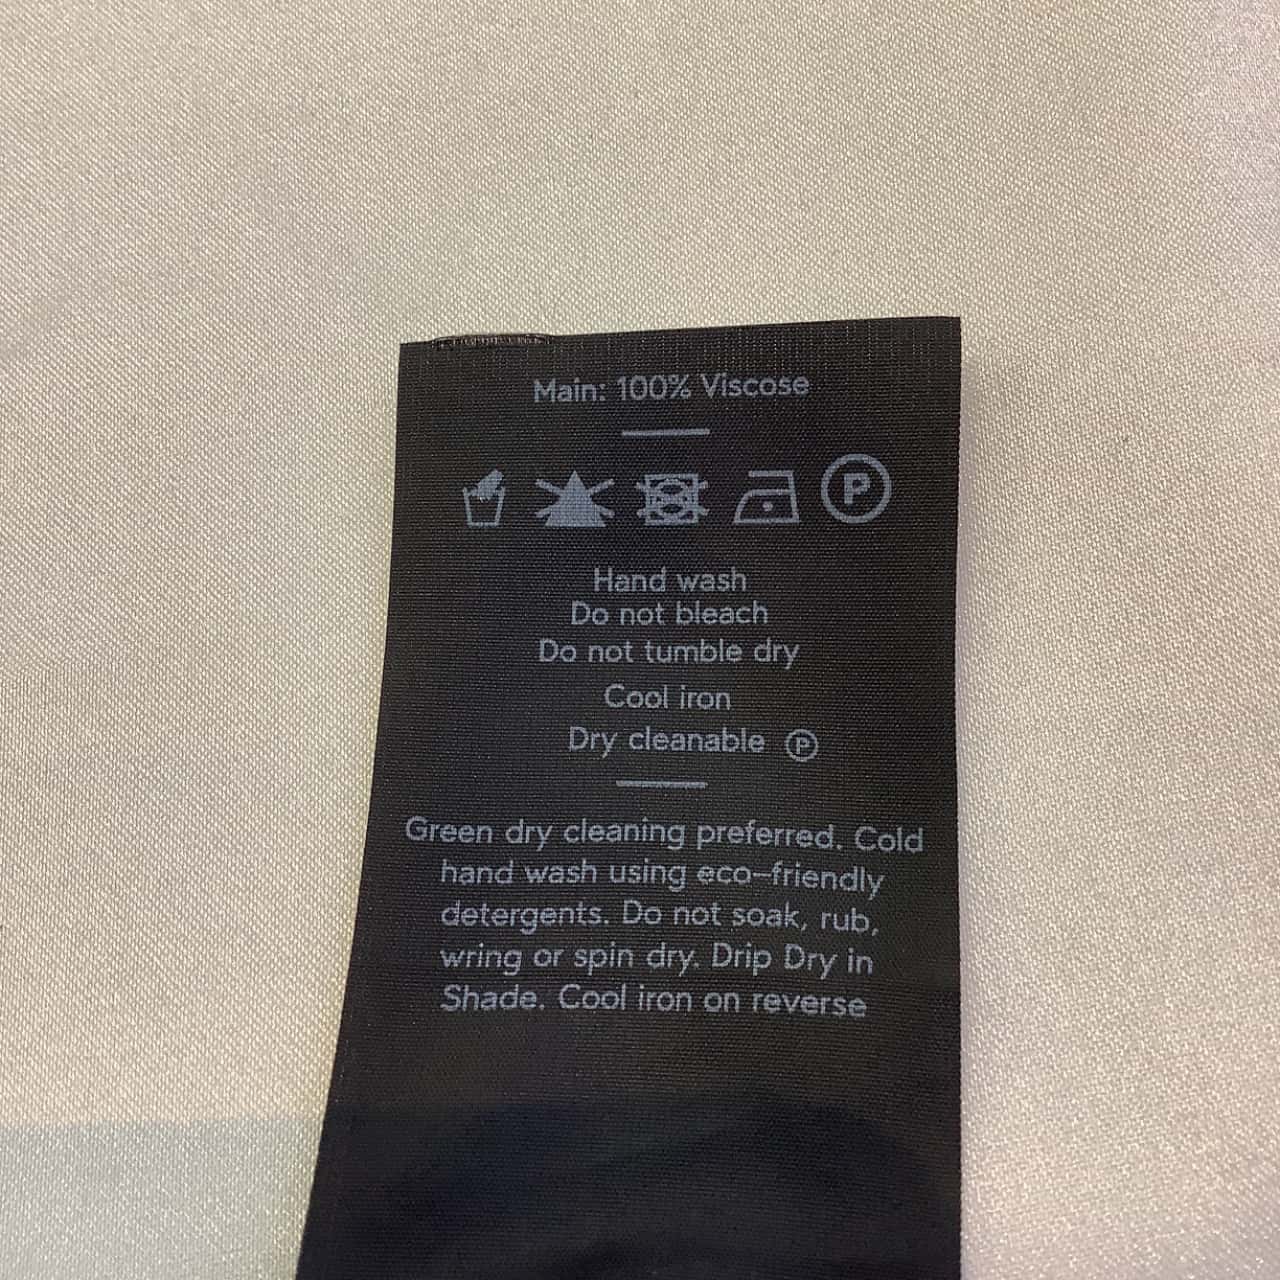 Main: 100% Viscose
P
Hand wash
Do not bleach
Do not tumble dry
Cool iron
Dry cleanable P
Green dry cleaning preferred. Cold
hand wash using eco-friendly
detergents. Do not soak, rub,
wring or spin dry. Drip Dry in
Shade. Cool iron on reverse